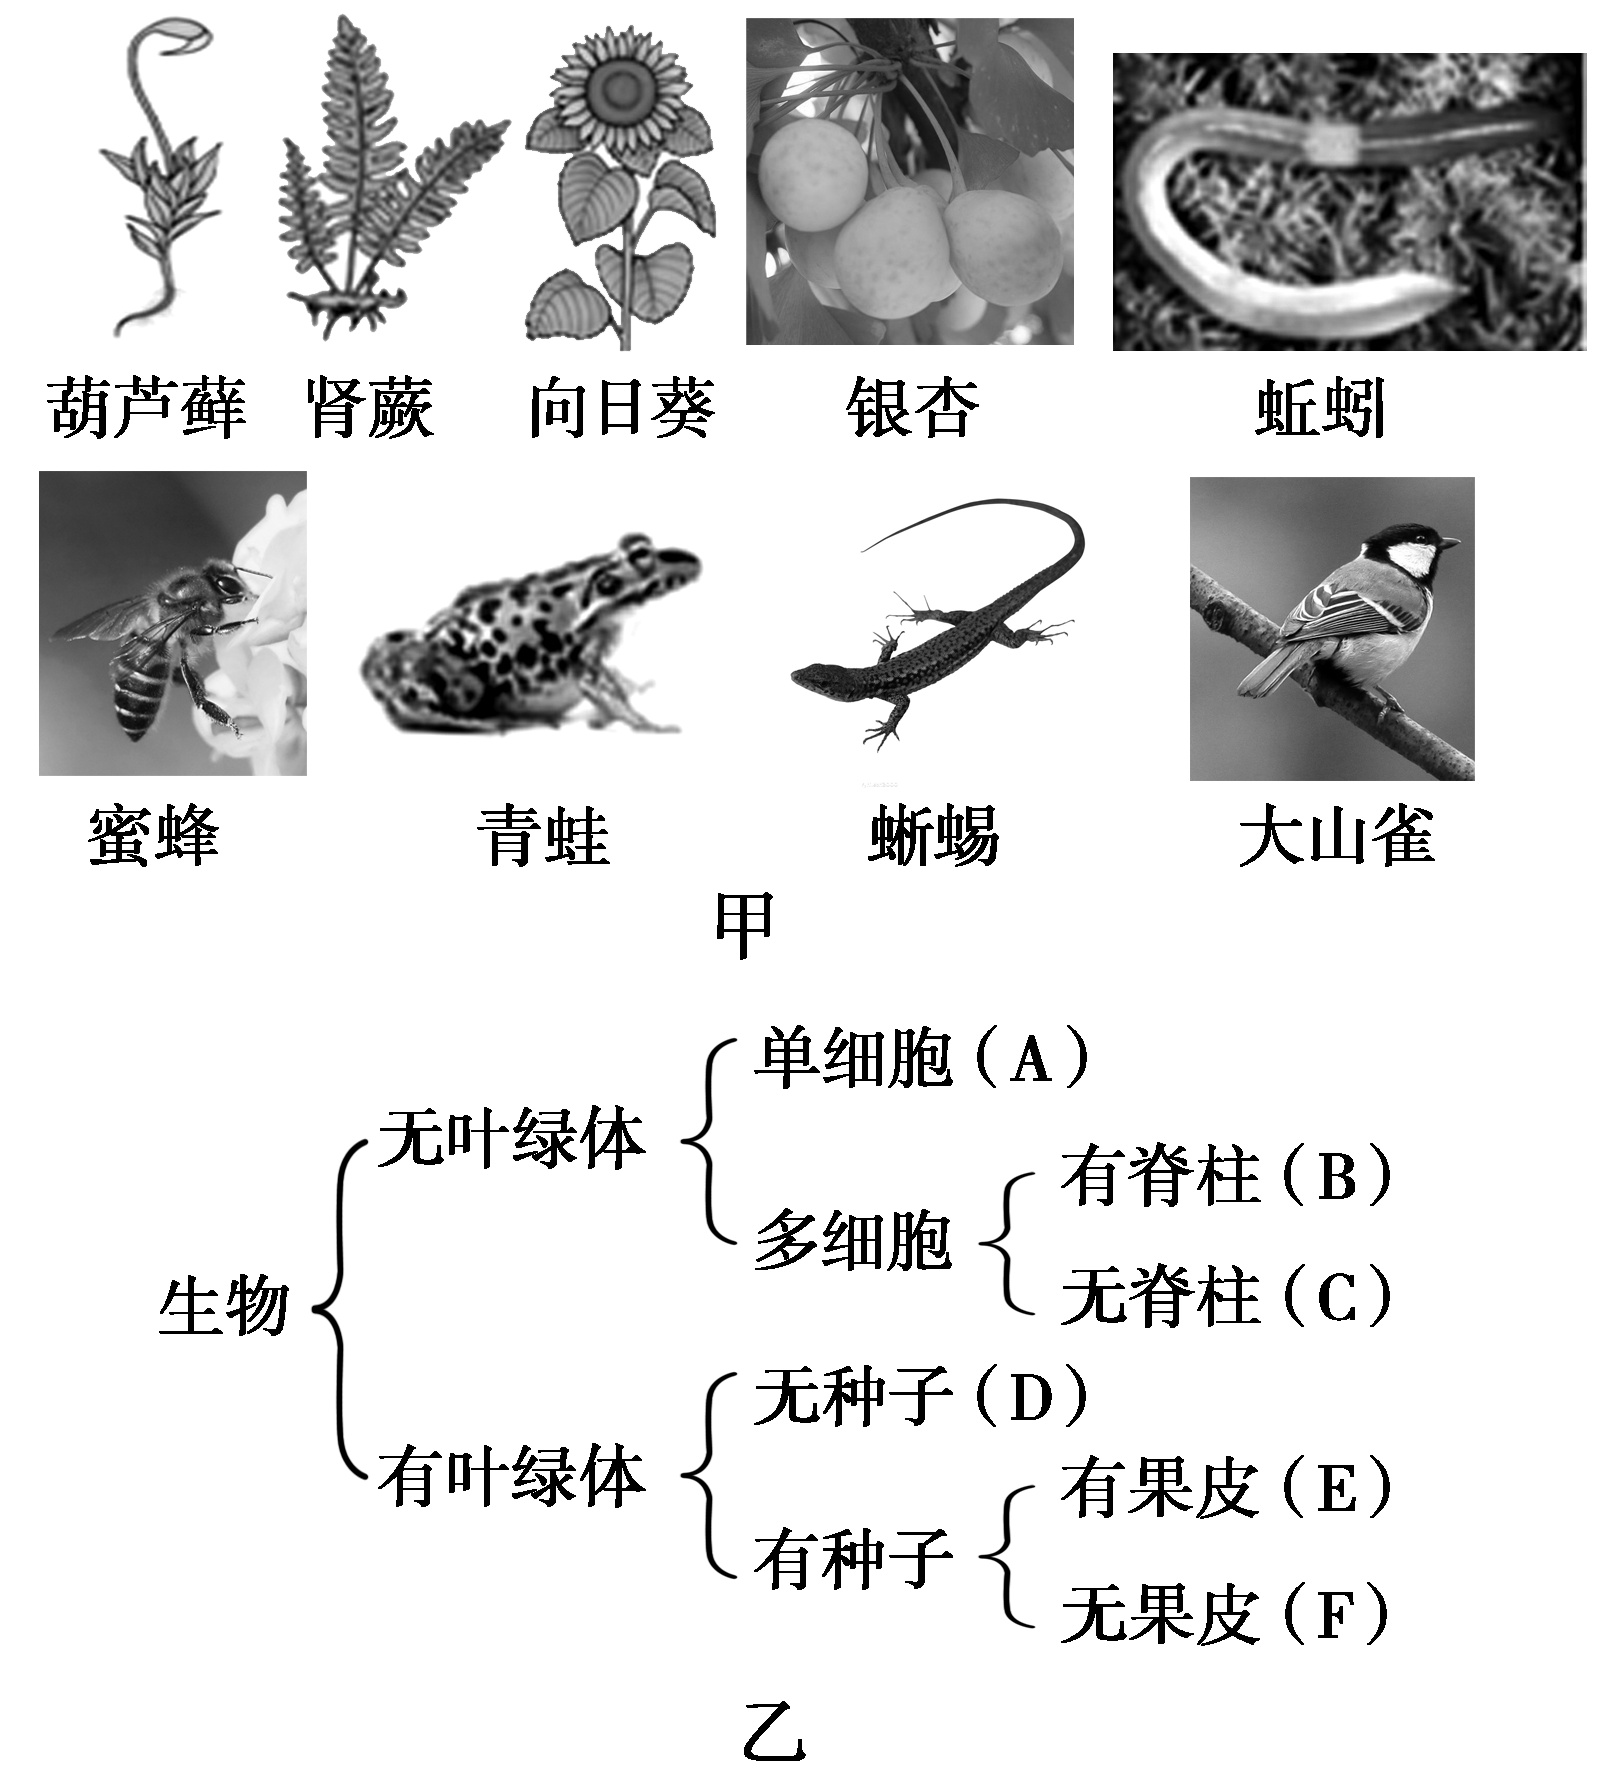 葫芦藓 肾蕨 向日葵 银杏 蚯蚓
蜜蜂 青蛙 蜥蜴 大山雀
甲
单细胞(A)
无叶绿体
有脊柱(B)
多细胞
无脊柱(C)
生物
无种子(D)
有叶绿体
有果皮(E)
有种子
无果皮(F)
乙